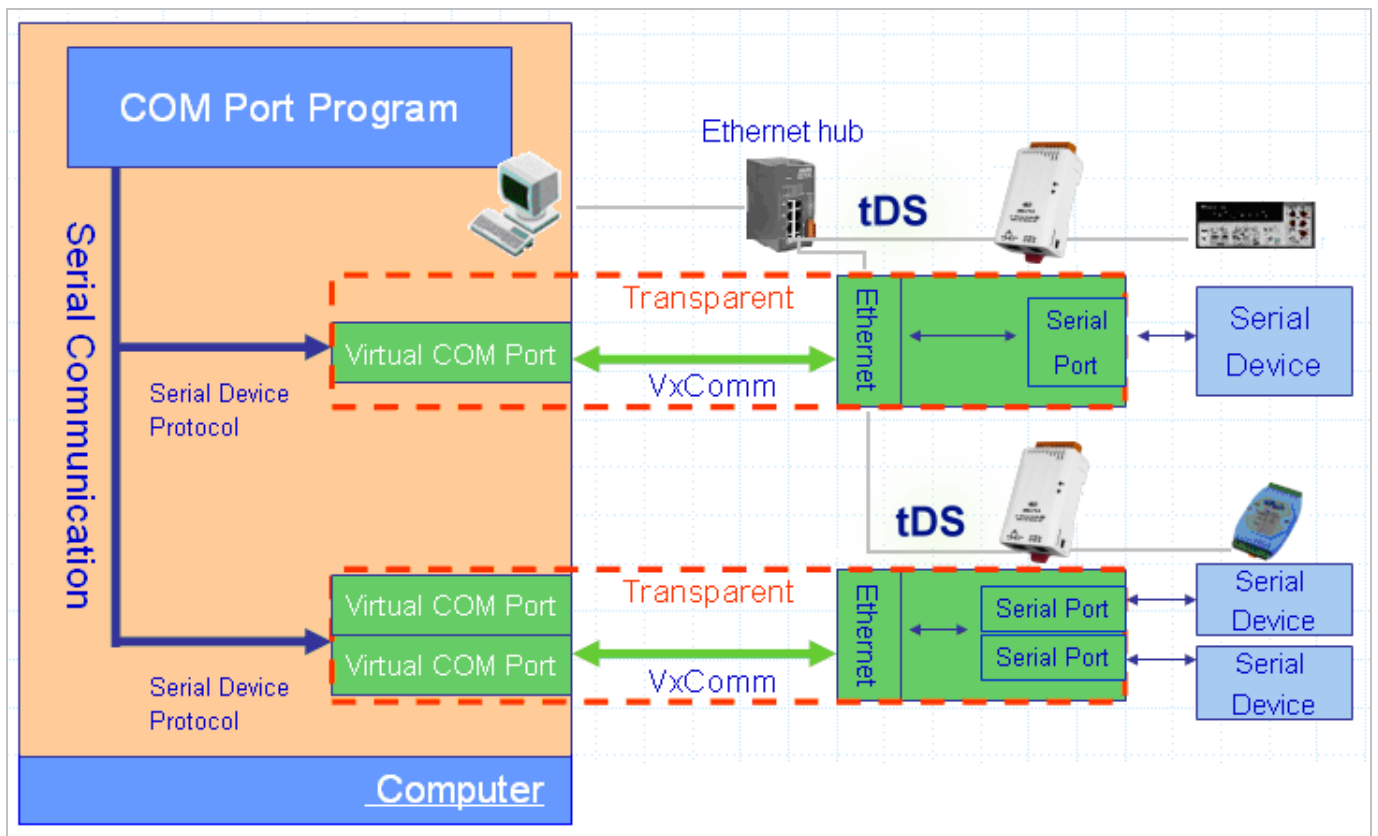 COM Port Program
Ethernet hub
tDS
Serial Communication
Transparent
Virtual COM Port
VxComm
Ethernet
Serial
Port
Serial
Device
Serial Device
Protocol
tDS
Transparent
Virtual COM Port
Virtual COM Port
VxComm
Ethernet
Serial Port
Serial Port
Serial
Device
Serial
Device
Serial Device
Protocol
Computer